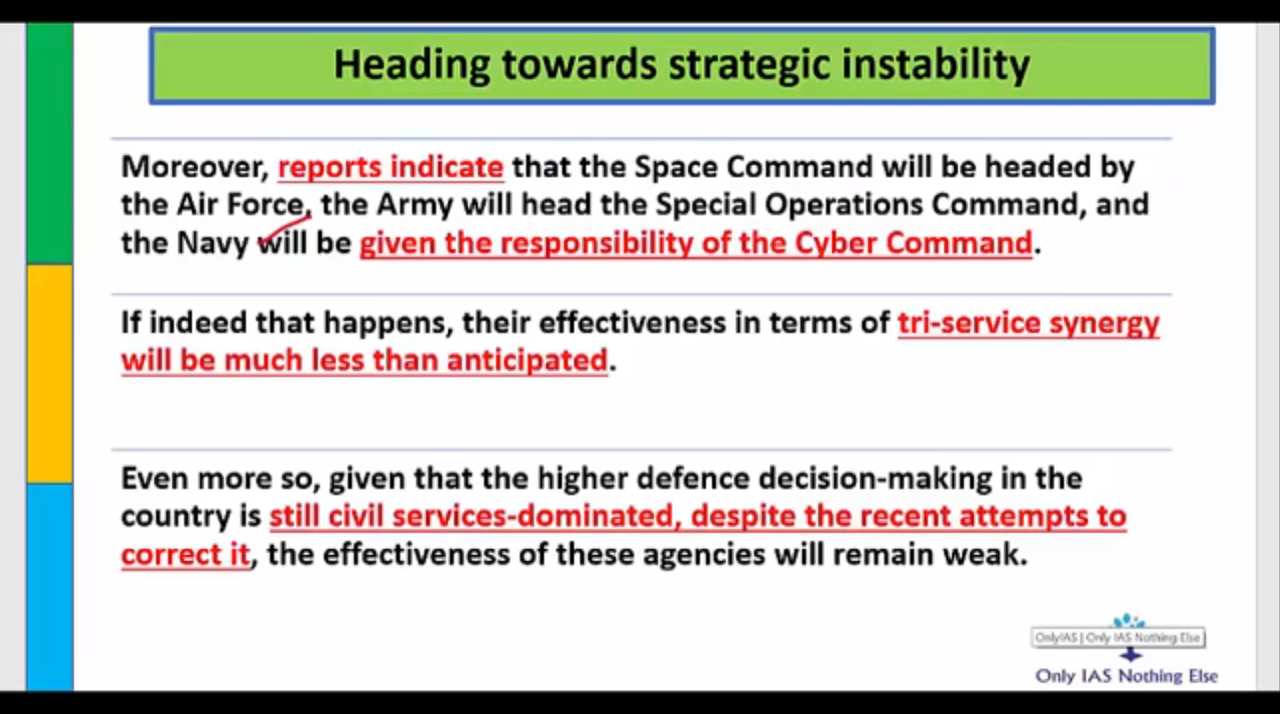 Heading towards strategic instability
Moreover, reports indicate that the Space Command will be headed by
the Air Force, the Army will head the Special Operations Command, and
the Navy will be given the responsibility of the Cyber Command.
If indeed that happens, their effectiveness in terms of tri-service synergy
will be much less than anticipated.
Even more so, given that the higher defence decision-making in the
country is still civil services-dominated, despite the recent attempts to
correct it, the effectiveness of these agencies will remain weak.
OnlyIAS | Only IAS Nothing Else
Only IAS Nothing Else